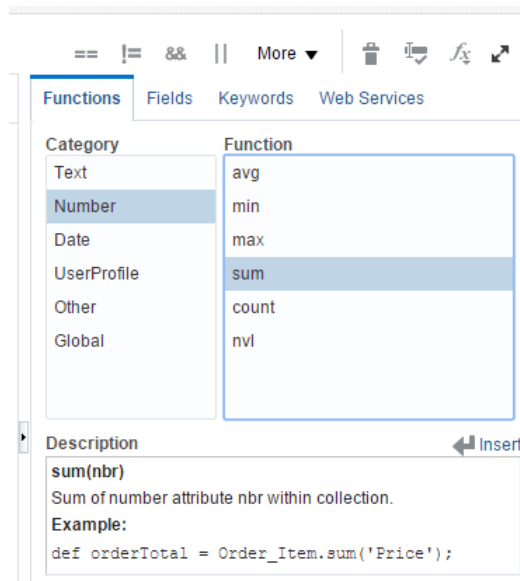 == != && || More
Functions Fields Keywords Web Services
Category Function
Text avg
Number min
Date max
UserProfile sum
Other count
Global nvl
Description Insert
sum(nbr)
Sum of number attribute nbr within collection.
Example:
def orderTotal = Order_Item.sum('Price');